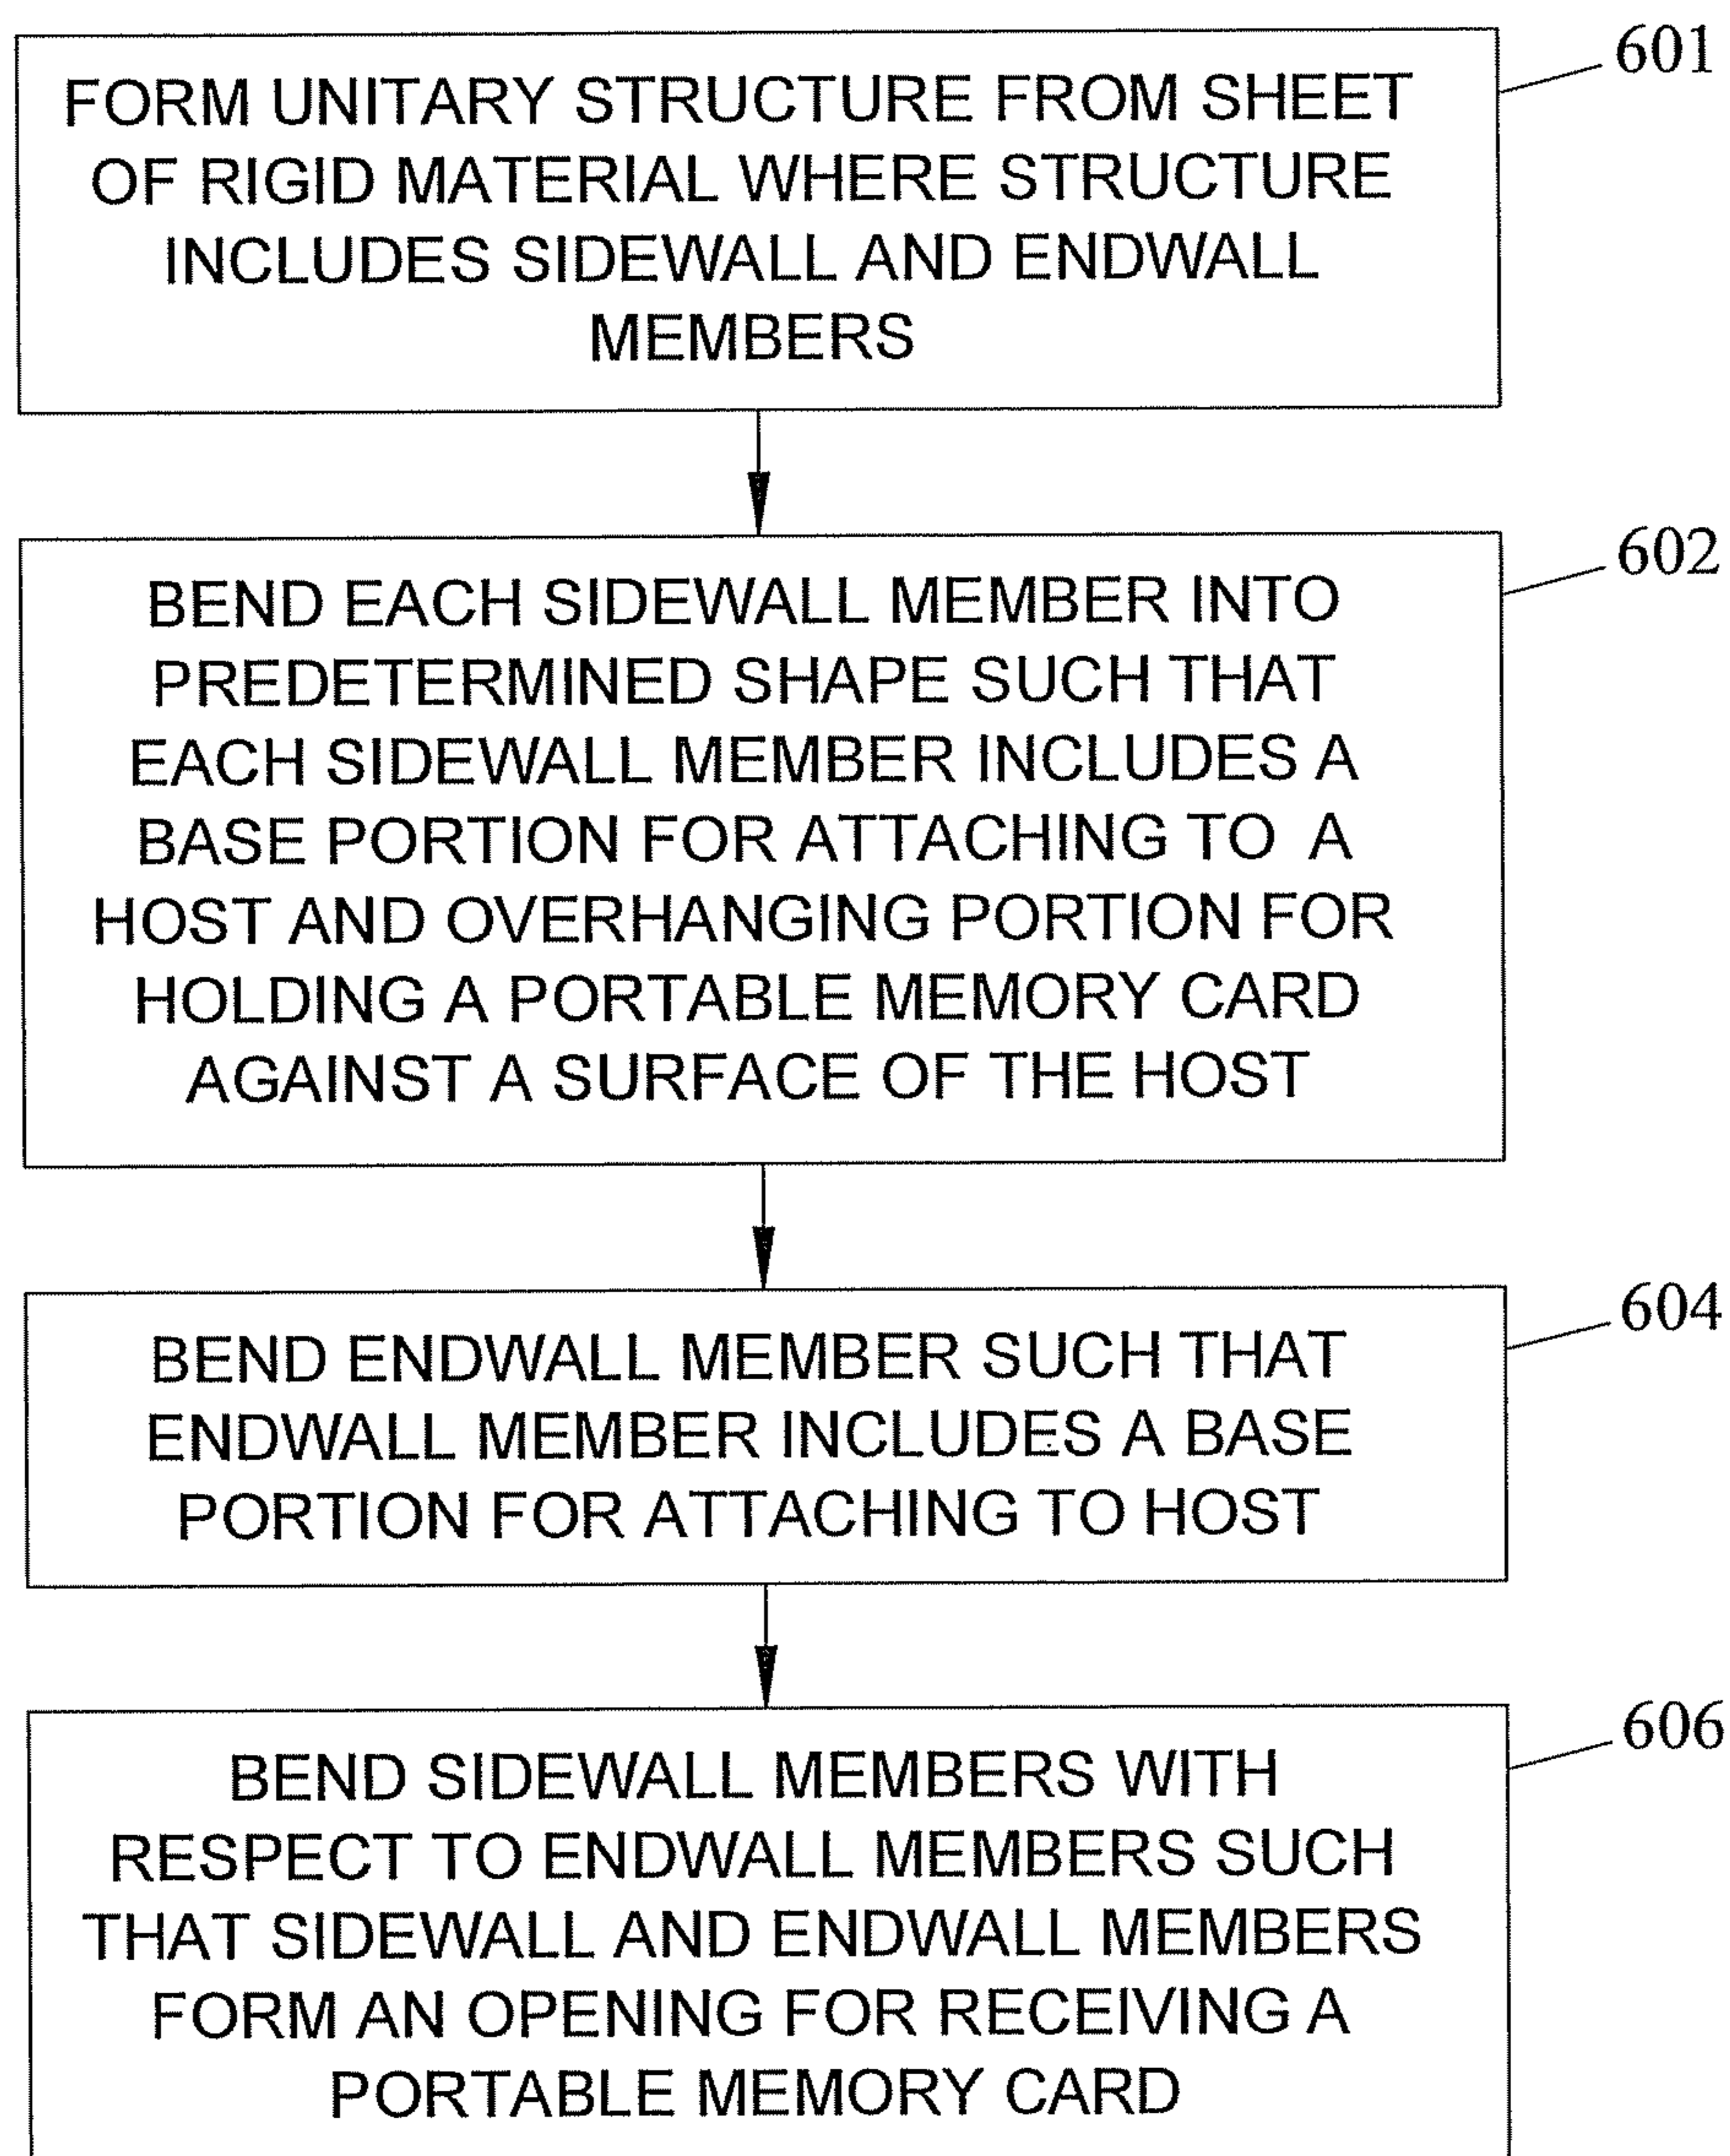 601
FORM UNITARY STRUCTURE FROM SHEET
OF RIGID MATERIAL WHERE STRUCTURE
INCLUDES SIDEWALL AND ENDWALL
MEMBERS
602
BEND EACH SIDEWALL MEMBER INTO
PREDETERMINED SHAPE SUCH THAT
EACH SIDEWALL MEMBER INCLUDES A
BASE PORTION FOR ATTACHING TO A
HOST AND OVERHANGING PORTION FOR
HOLDING A PORTABLE MEMORY CARD
AGAINST A SURFACE OF THE HOST
604
BEND ENDWALL MEMBER SUCH THAT
ENDWALL MEMBER INCLUDES A BASE
PORTION FOR ATTACHING TO HOST
606
BEND SIDEWALL MEMBERS WITH
RESPECT TO ENDWALL MEMBERS SUCH
THAT SIDEWALL AND ENDWALL MEMBERS
FORM AN OPENING FOR RECEIVING A
PORTABLE MEMORY CARD